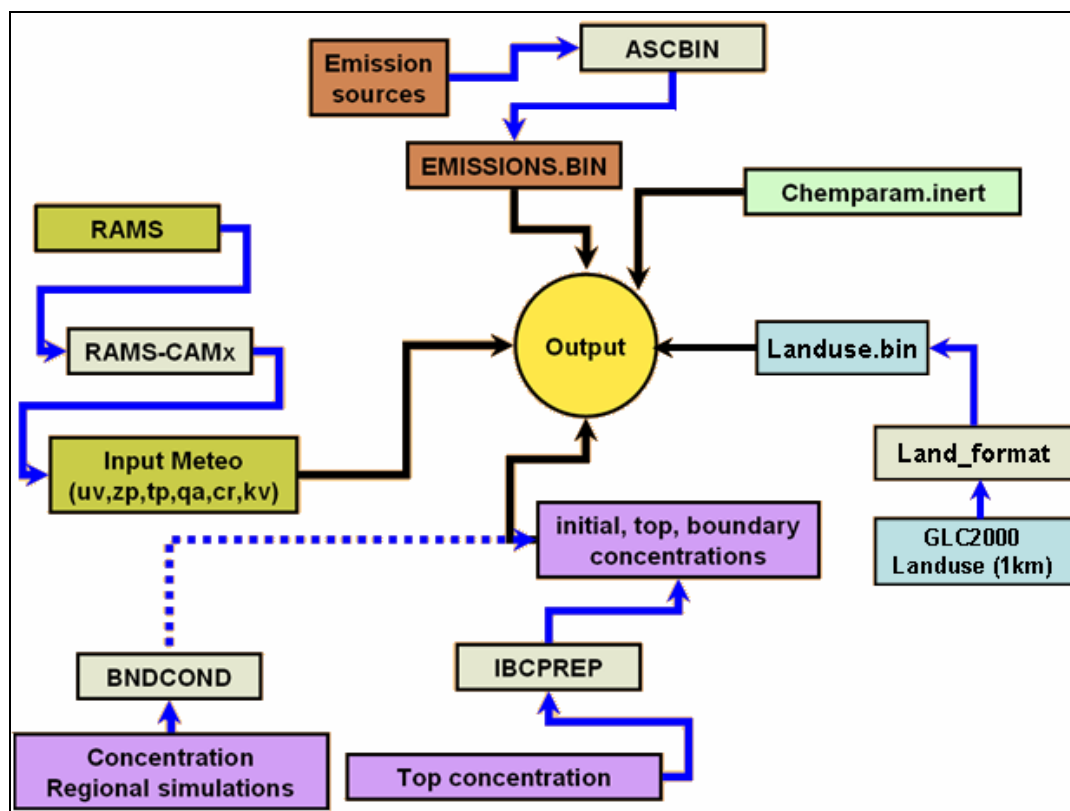 Emission
sources
ASCBIN
EMISSIONS.BIN
Chemparam.inert
RAMS
RAMS-CAMx
Output
Landuse.bin
Input Meteo
(uv,zp,tp,qa,cr,kv)
Land_format
initial, top, boundary
concentrations
GLC2000
Landuse (1km)
BNDCOND
IBCPREP
Concentration
Regional simulations
Top concentration